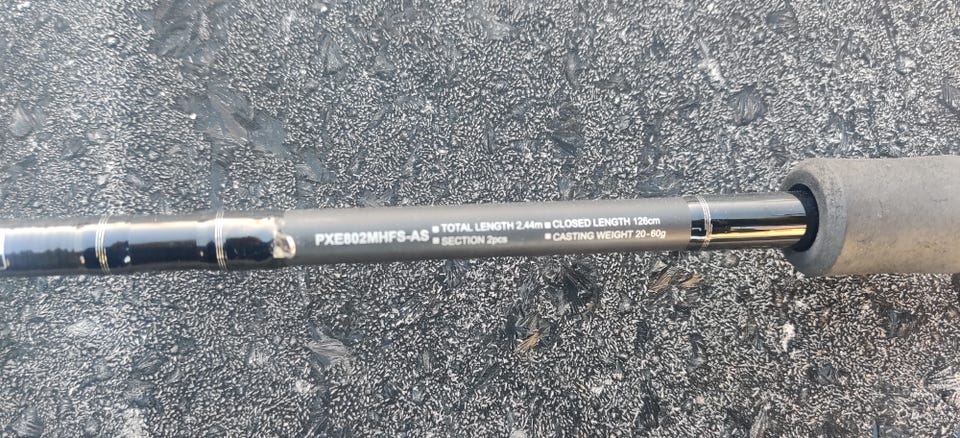 PXE802MHFS-AS
■ TOTAL LENGTH 2.44m ■ CLOSED LENGTH 126cm
■ SECTION 2pcs ■ CASTING WEIGHT 20-60g